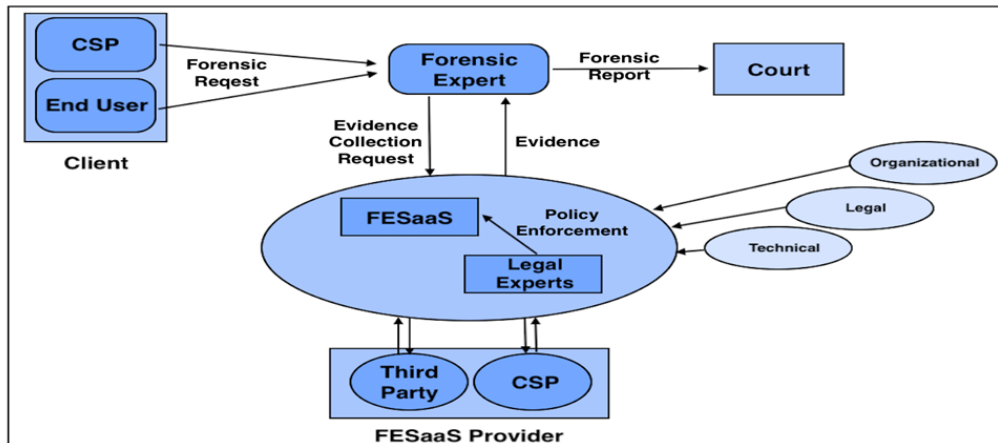 CSP
Forensic
Reqest
End User
Client
Forensic
Expert
Forensic
Report
Court
Evidence
Collection
Request
Evidence
Organizational
Legal
Technical
FESaaS
Policy
Enforcement
Legal
Experts
Third
Party
CSP
FESaaS Provider